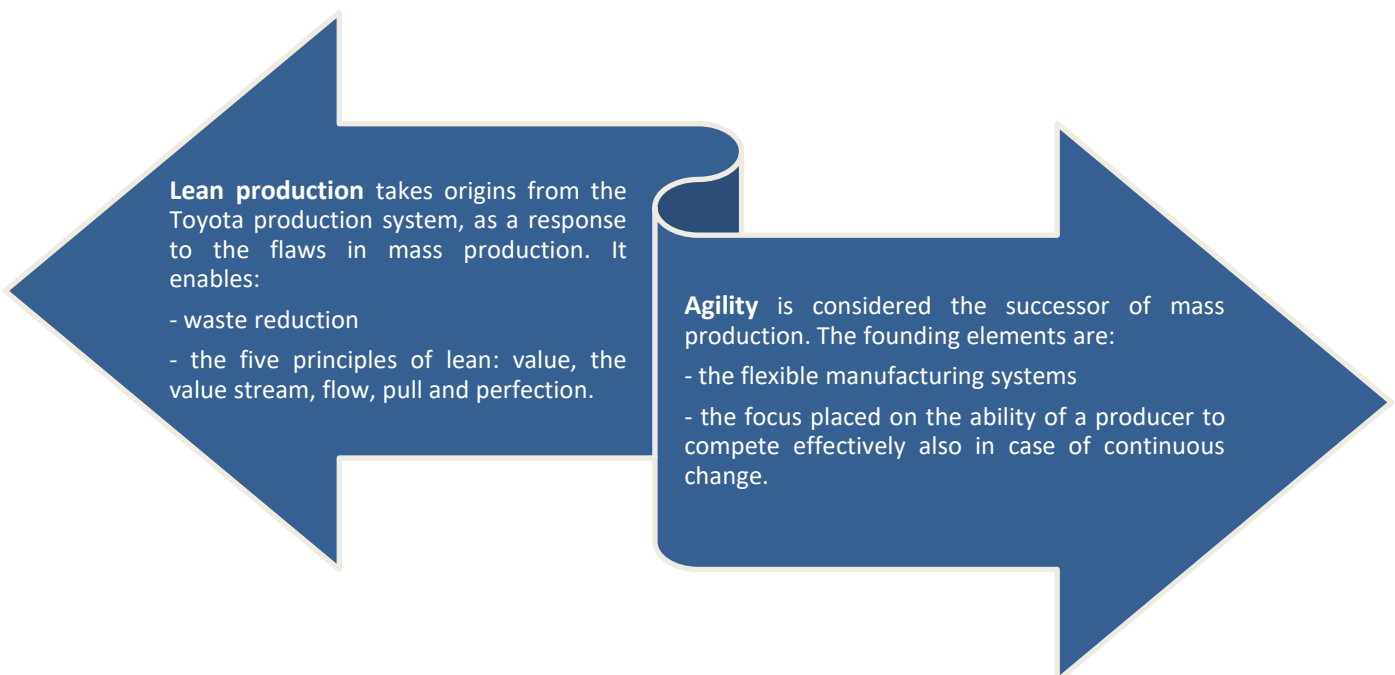 Lean production takes origins from the
Toyota production system, as a response
to the flaws in mass production. It
enables:
- waste reduction
- the five principles of lean: value, the
value stream, flow, pull and perfection.
Agility is considered the successor of mass
production. The founding elements are:
- the flexible manufacturing systems
- the focus placed on the ability of a producer to
compete effectively also in case of continuous
change.